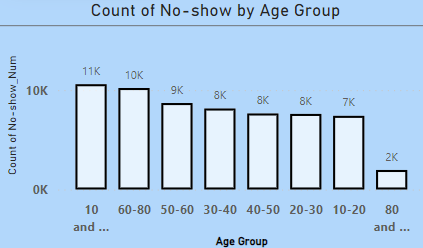 Count of No-show by Age Group
Count of No-show_Num
10K
0K
11K
10K
9K
8K
8K
8K
7K
2K
10 and ...
60-80
50-60
30-40
40-50
20-30
10-20
80 and ...
Age Group